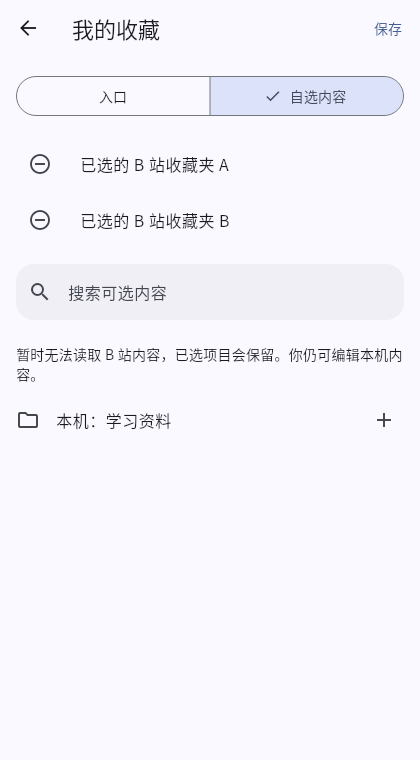 我的收藏
保存
入口
自选内容
已选的 B 站收藏夹 A
已选的 B 站收藏夹 B
搜索可选内容
暂时无法读取 B 站内容，已选项目会保留。你仍可编辑本机内
容。
本机：学习资料